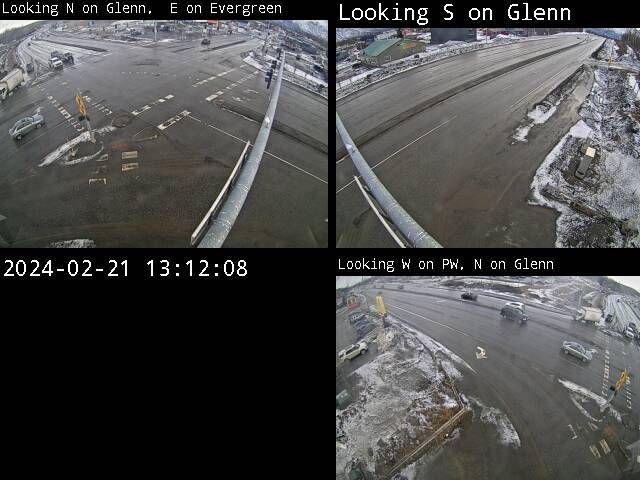 Looking N on Glenn,  E on Evergreen
Looking S on Glenn
2024-02-21 13:12:08
Looking W on PW, N on Glenn